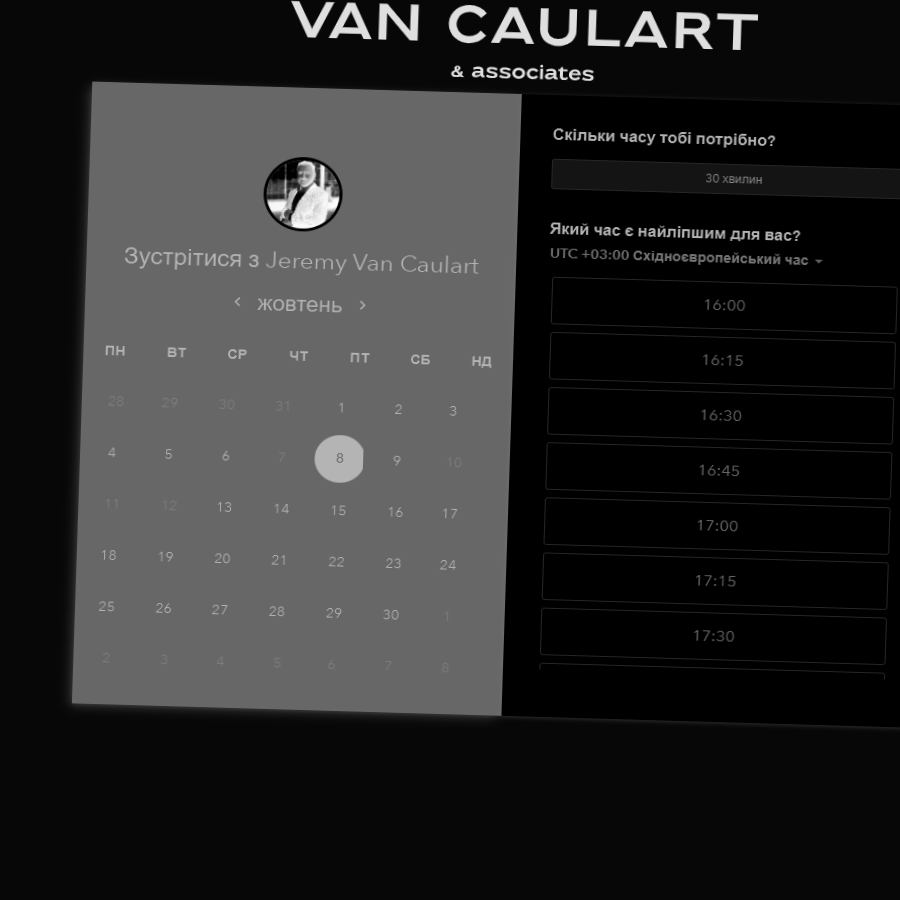 VAN CAULART
& associates
Зустрітися з Jeremy Van Caulart
жовтень
ПН ВТ СР ЧТ ПТ СБ НД
28 29 30 31 1 2 3
4 5 6 7 8 9 10
11 12 13 14 15 16 17
18 19 20 21 22 23 24
25 26 27 28 29 30 1
2 3 4 5 6 7 8
Скільки часу тобі потрібно?
30 хвилин
Який час є найліпшим для вас?
UTC +03:00 Східноєвропейський час
16:00
16:15
16:30
16:45
17:00
17:15
17:30